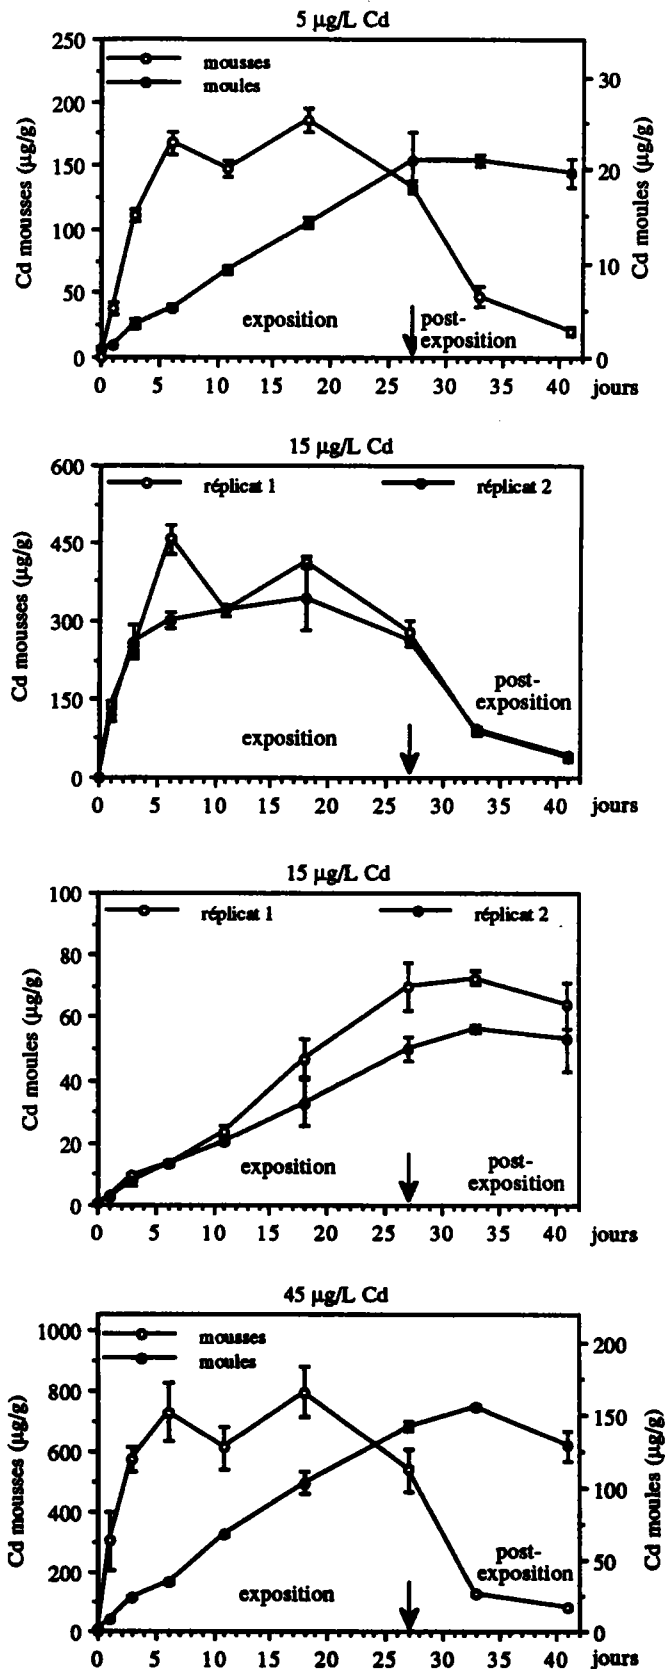 5 µg/L Cd
250
200
150
100
50
0
Cd mousses (µg/g)
mousses
moules
30
20
10
0
Cd moules (µg/g)
exposition
post-
exposition
0 5 10 15 20 25 30 35 40 jours
15 µg/L Cd
600
450
300
150
0
Cd mousses (µg/g)
réplicat 1 réplicat 2
exposition
post-
exposition
0 5 10 15 20 25 30 35 40 jours
15 µg/L Cd
100
80
60
40
20
0
Cd moules (µg/g)
réplicat 1 réplicat 2
exposition
post-
exposition
0 5 10 15 20 25 30 35 40 jours
45 µg/L Cd
1000
800
600
400
200
0
Cd mousses (µg/g)
mousses
moules
200
150
100
50
0
Cd moules (µg/g)
exposition
post-
exposition
0 5 10 15 20 25 30 35 40 jours